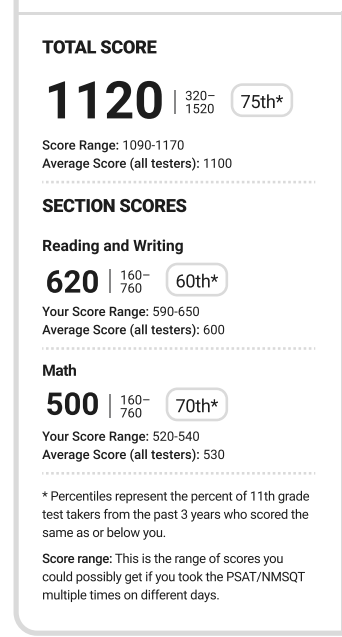 TOTAL SCORE
1120 | 320–1520 75th*
Score Range: 1090-1170
Average Score (all testers): 1100
SECTION SCORES
Reading and Writing
620 | 160–760 60th*
Your Score Range: 590-650
Average Score (all testers): 600
Math
500 | 160–760 70th*
Your Score Range: 520-540
Average Score (all testers): 530
* Percentiles represent the percent of 11th grade
test takers from the past 3 years who scored the
same as or below you.
Score range: This is the range of scores you
could possibly get if you took the PSAT/NMSQT
multiple times on different days.